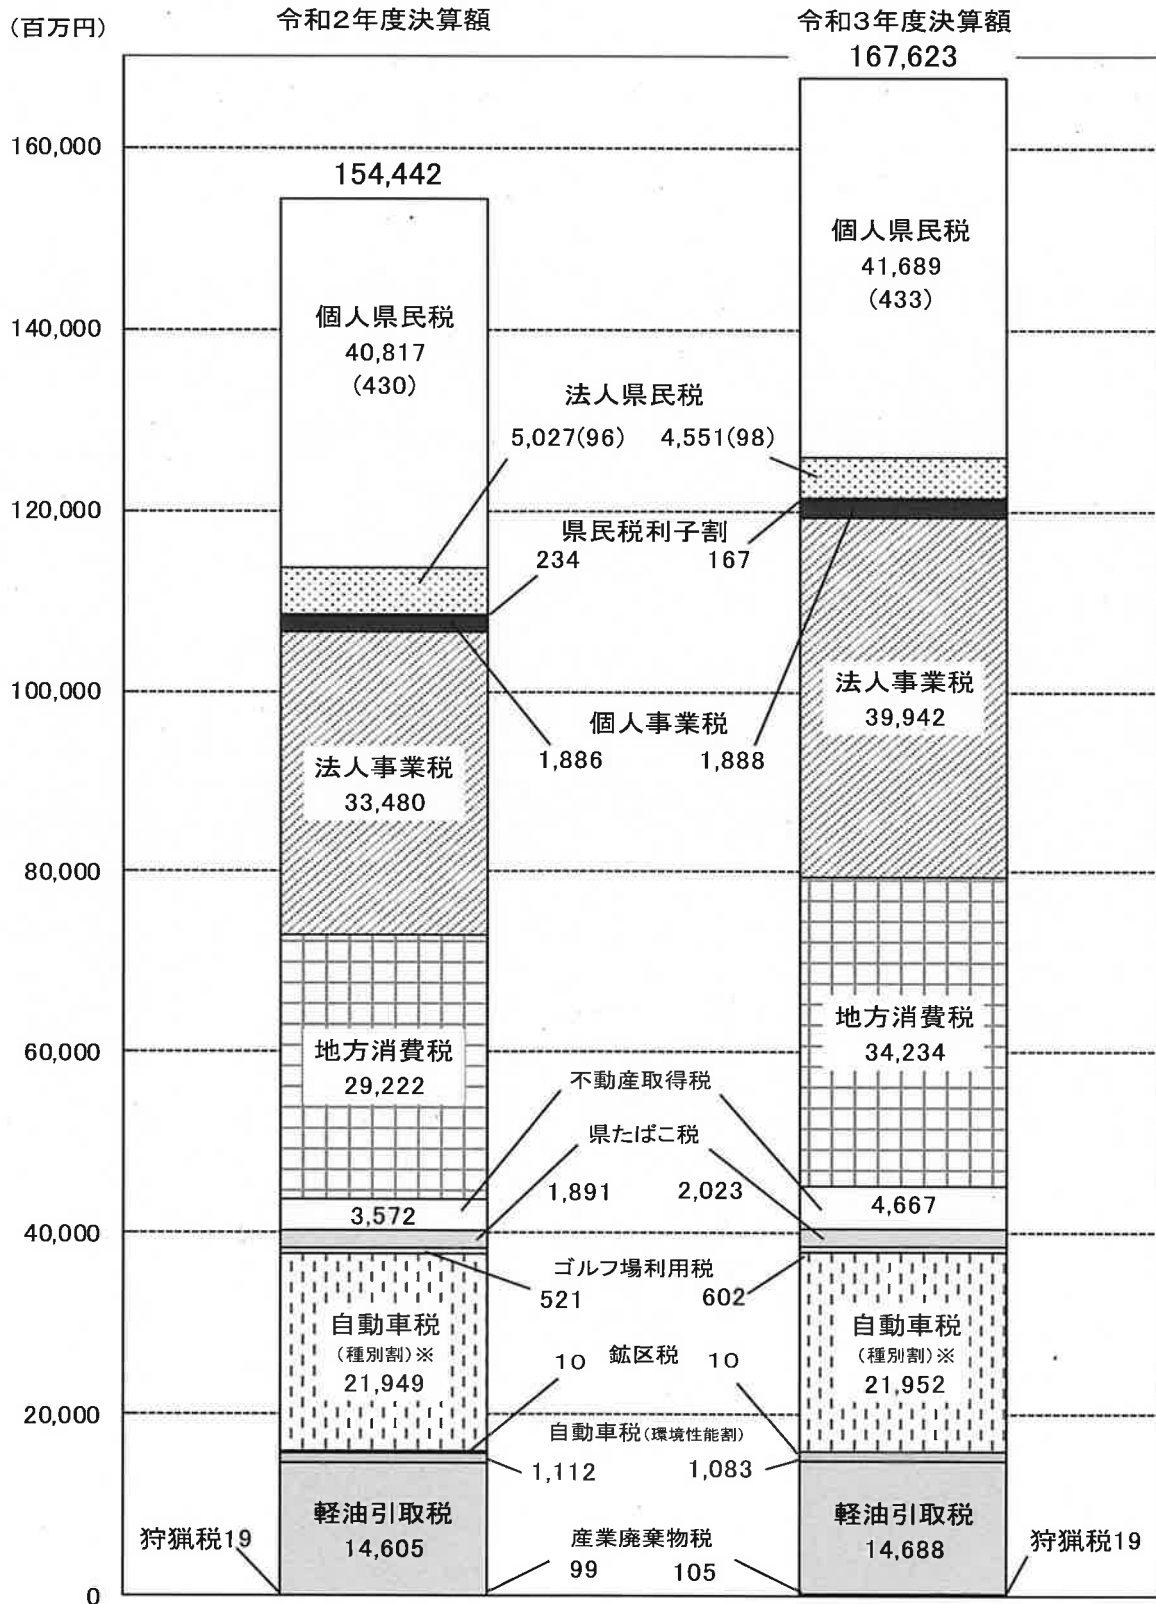 (百万円)
令和2年度決算額
令和3年度決算額
167,623
160,000
154,442
個人県民税
41,689
(433)
140,000
個人県民税
40,817
(430)
法人県民税
5,027(96)
4,551(98)
120,000
県民税利子割
234
167
100,000
法人事業税
39,942
個人事業税
1,886
1,888
法人事業税
33,480
80,000
地方消費税
34,234
60,000
地方消費税
29,222
不動産取得税
県たばこ税
1,891
2,023
3,572
4,667
40,000
ゴルフ場利用税
521
602
自動車税
(種別割)※
21,949
自動車税
(種別割)※
21,952
10 鉱区税 10
20,000
自動車税(環境性能割)
1,112
1,083
軽油引取税
14,605
軽油引取税
14,688
狩猟税19
産業廃棄物税
99
105
狩猟税19
0